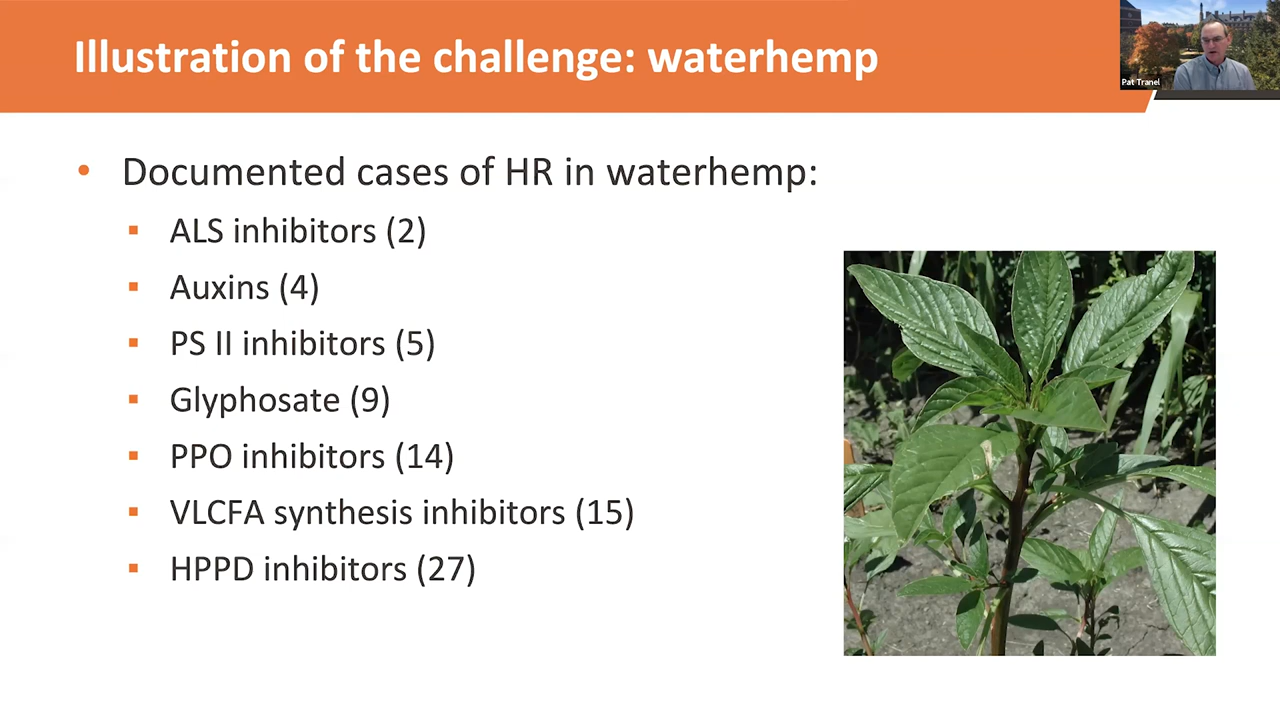 Illustration of the challenge: waterhemp
Pat Tranel
• Documented cases of HR in waterhemp:
▪ ALS inhibitors (2)
▪ Auxins (4)
▪ PS II inhibitors (5)
▪ Glyphosate (9)
▪ PPO inhibitors (14)
▪ VLCFA synthesis inhibitors (15)
▪ HPPD inhibitors (27)